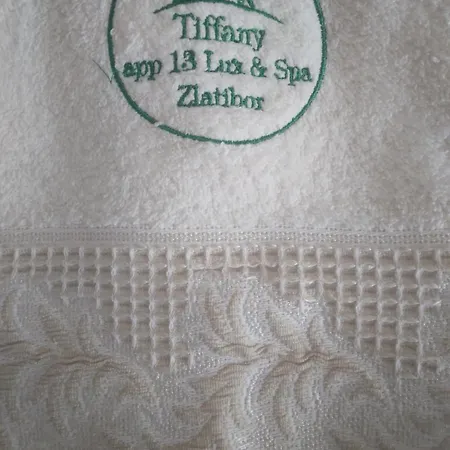 Tiffany
app 13 Lux & Spa
Zlatibor